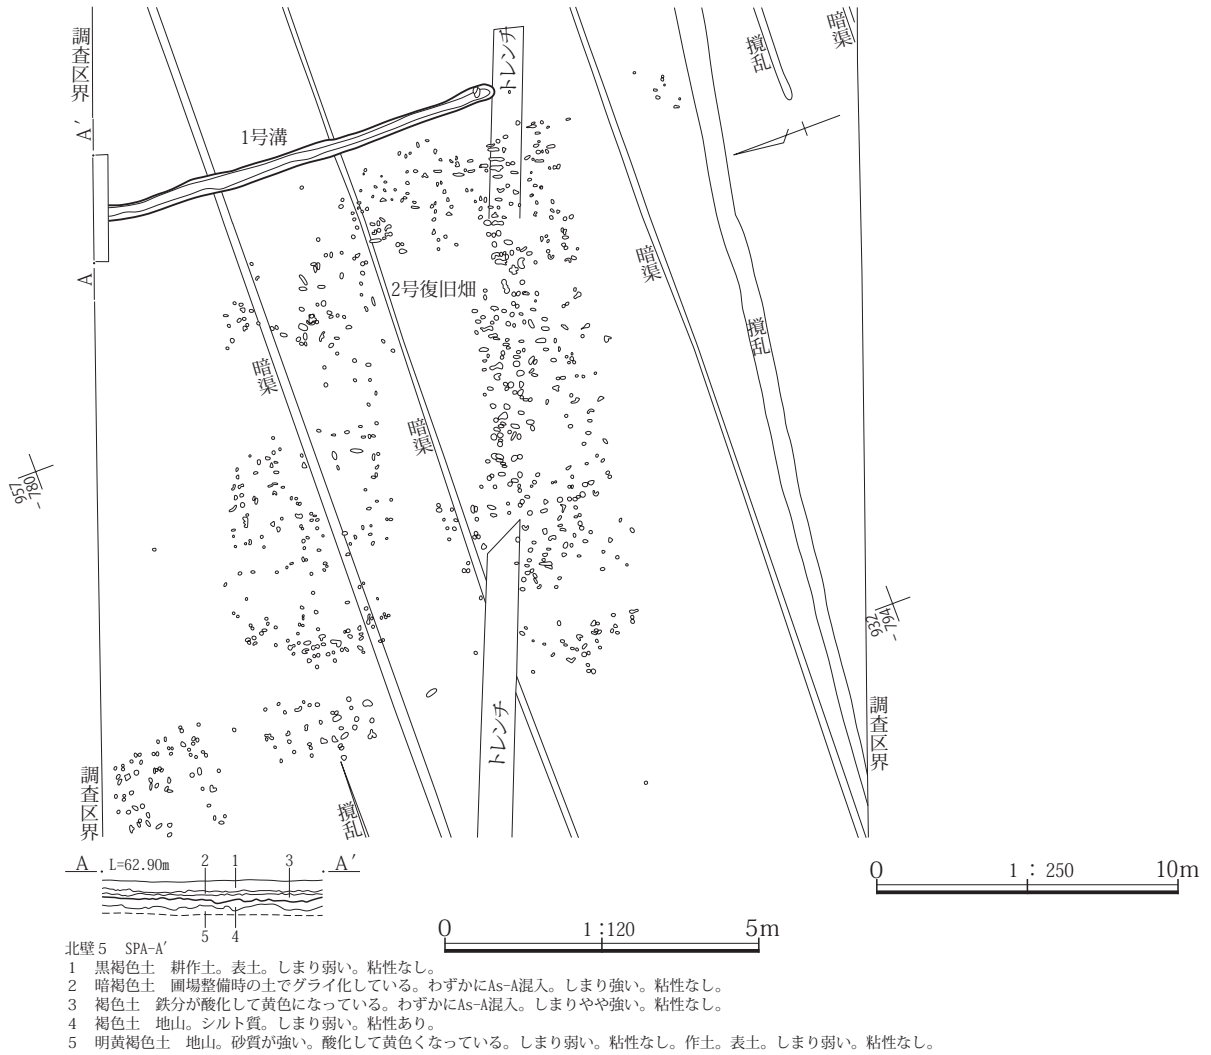 調査区界
トレンチ
撹乱
暗渠
A′
1号溝
A
暗渠
2号復旧畑
撹乱
暗渠
暗渠
957
-780
932
-794
トレンチ
調査区界
調査区界
撹乱
A L=62.90m 2 1 3 A′
5 4
0 1：250 10m
0 1：120 5m
北壁5 SPA-A′
1 黒褐色土 耕作土。表土。しまり弱い。粘性なし。
2 暗褐色土 圃場整備時の土でグライ化している。わずかにAs-A混入。しまり強い。粘性なし。
3 褐色土 鉄分が酸化して黄色になっている。わずかにAs-A混入。しまりやや強い。粘性なし。
4 褐色土 地山。シルト質。しまり弱い。粘性あり。
5 明黄褐色土 地山。砂質が強い。酸化して黄色くなっている。しまり弱い。粘性なし。作土。表土。しまり弱い。粘性なし。